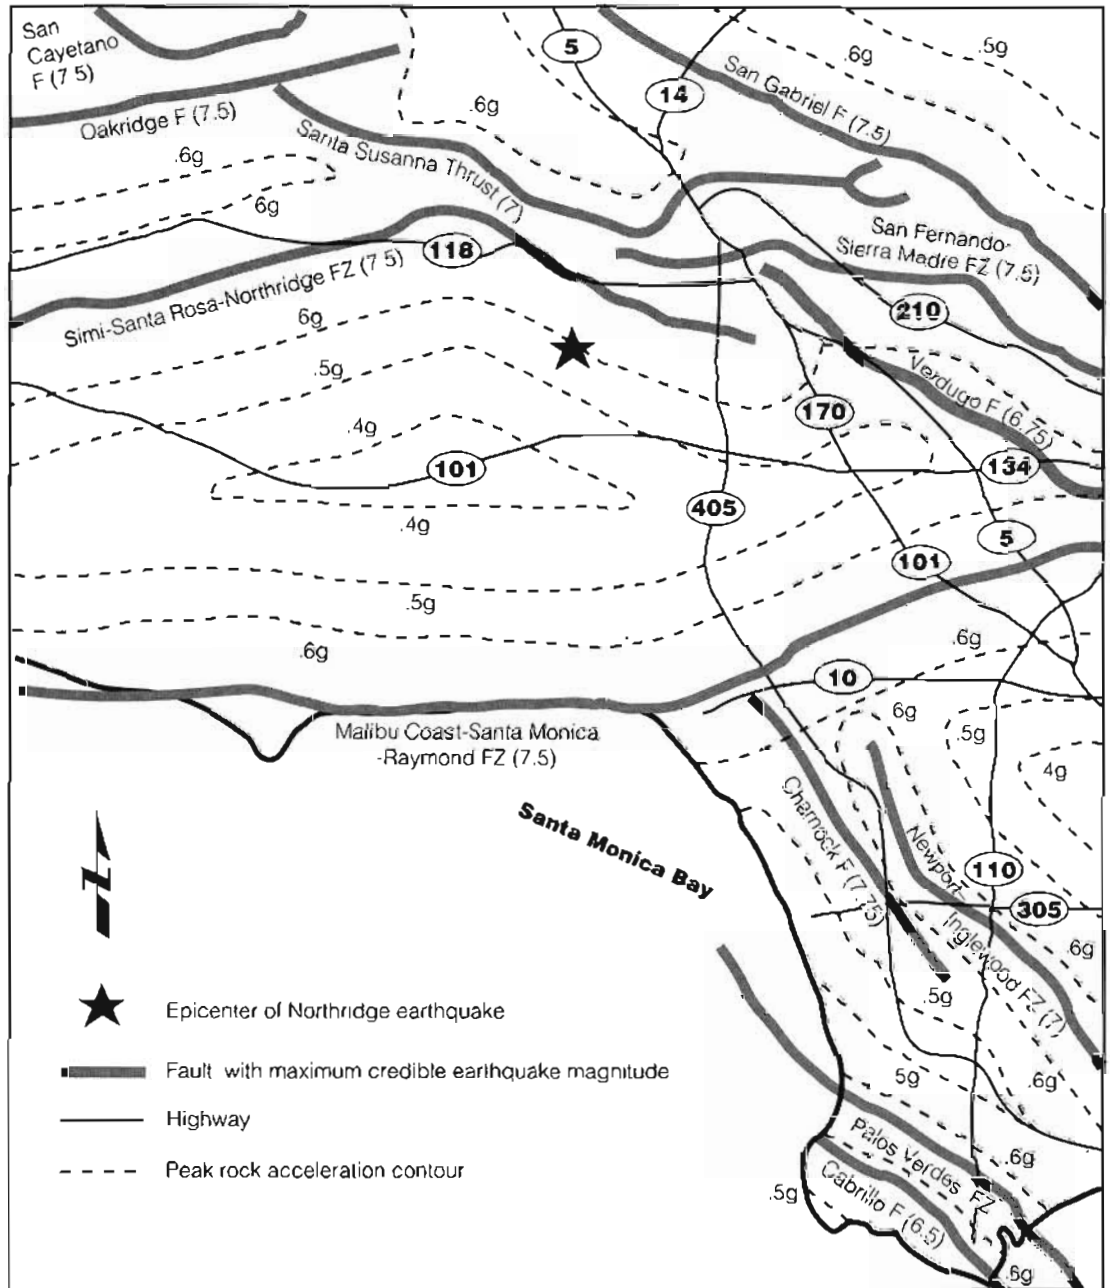 San
Cayetano
F (7 5)
Oakridge F (7.5)
Santa Susanna Thrust (7)
5
14
San Gabriel F (7.5)
.6g
.5g
.6g
.6g
6g
118
Simi-Santa Rosa-Northridge FZ (7 5)
San Fernando-
Sierra Madre FZ (7.5)
210
6g
.5g
.4g
101
.4g
170
Verdugo F (6.75)
134
405
5
101
.5g
.6g
.6g
10
6g
.5g
4g
Malibu Coast-Santa Monica
-Raymond FZ (7.5)
Santa Monica Bay
Charnock F (7.75)
Newport-
Inglewood FZ (7)
110
305
.6g
.5g
5g
.6g
Palos Verdes FZ
.6g
Cabrillo F (6.5)
.5g
.6g
Z
Epicenter of Northridge earthquake
Fault with maximum credible earthquake magnitude
Highway
Peak rock acceleration contour